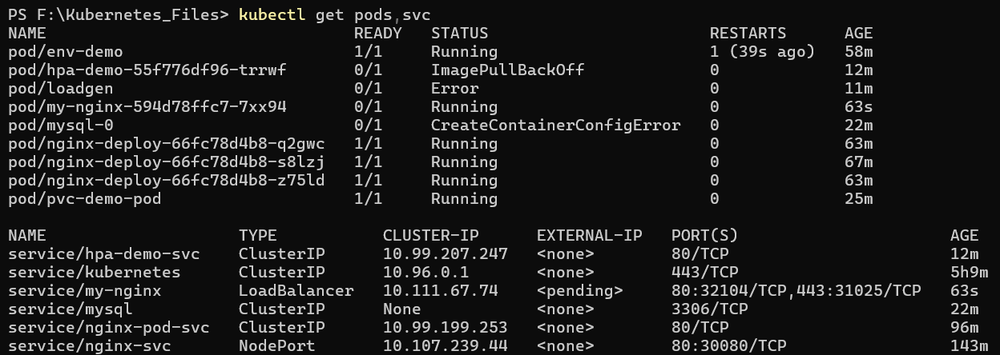 PS F:\Kubernetes_Files> kubectl get pods,svc
NAME                                READY   STATUS                       RESTARTS      AGE
pod/env-demo                        1/1     Running                      1 (39s ago)   58m
pod/hpa-demo-55f776df96-trrwf       0/1     ImagePullBackOff             0             12m
pod/loadgen                         0/1     Error                        0             11m
pod/my-nginx-594d78ffc7-7xx94       0/1     Running                      0             63s
pod/mysql-0                         0/1     CreateContainerConfigError   0             22m
pod/nginx-deploy-66fc78d4b8-q2gwc   1/1     Running                      0             63m
pod/nginx-deploy-66fc78d4b8-s8lzj   1/1     Running                      0             67m
pod/nginx-deploy-66fc78d4b8-z75ld   1/1     Running                      0             63m
pod/pvc-demo-pod                    1/1     Running                      0             25m

NAME                    TYPE           CLUSTER-IP      EXTERNAL-IP   PORT(S)                      AGE
service/hpa-demo-svc    ClusterIP      10.99.207.247   <none>        80/TCP                       12m
service/kubernetes      ClusterIP      10.96.0.1       <none>        443/TCP                      5h9m
service/my-nginx        LoadBalancer   10.111.67.74    <pending>     80:32104/TCP,443:31025/TCP   63s
service/mysql           ClusterIP      None            <none>        3306/TCP                     22m
service/nginx-pod-svc   ClusterIP      10.99.199.253   <none>        80/TCP                       96m
service/nginx-svc       NodePort       10.107.239.44   <none>        80:30080/TCP                 143m